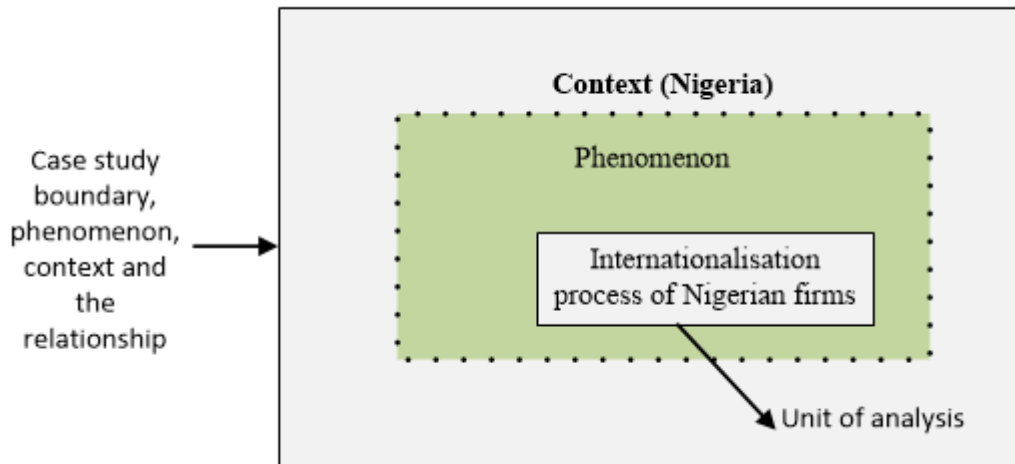 Case study
boundary,
phenomenon,
context and
the
relationship
Context (Nigeria)
Phenomenon
Internationalisation
process of Nigerian firms
Unit of analysis